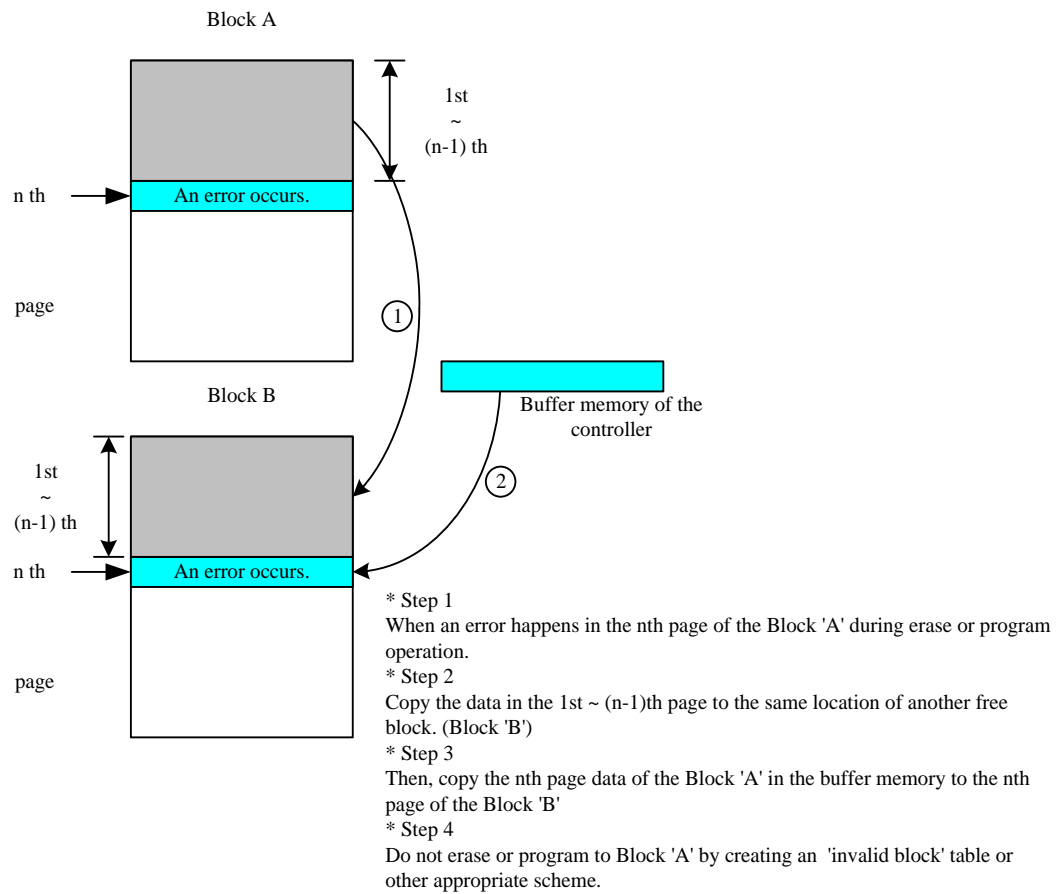 Block A
1st
~
(n-1) th
n th
An error occurs.
page
1
Block B
Buffer memory of the
controller
1st
~
(n-1) th
2
n th
An error occurs.
page
* Step 1
When an error happens in the nth page of the Block 'A' during erase or program
operation.
* Step 2
Copy the data in the 1st ~ (n-1)th page to the same location of another free
block. (Block 'B')
* Step 3
Then, copy the nth page data of the Block 'A' in the buffer memory to the nth
page of the Block 'B'
* Step 4
Do not erase or program to Block 'A' by creating an 'invalid block' table or
other appropriate scheme.